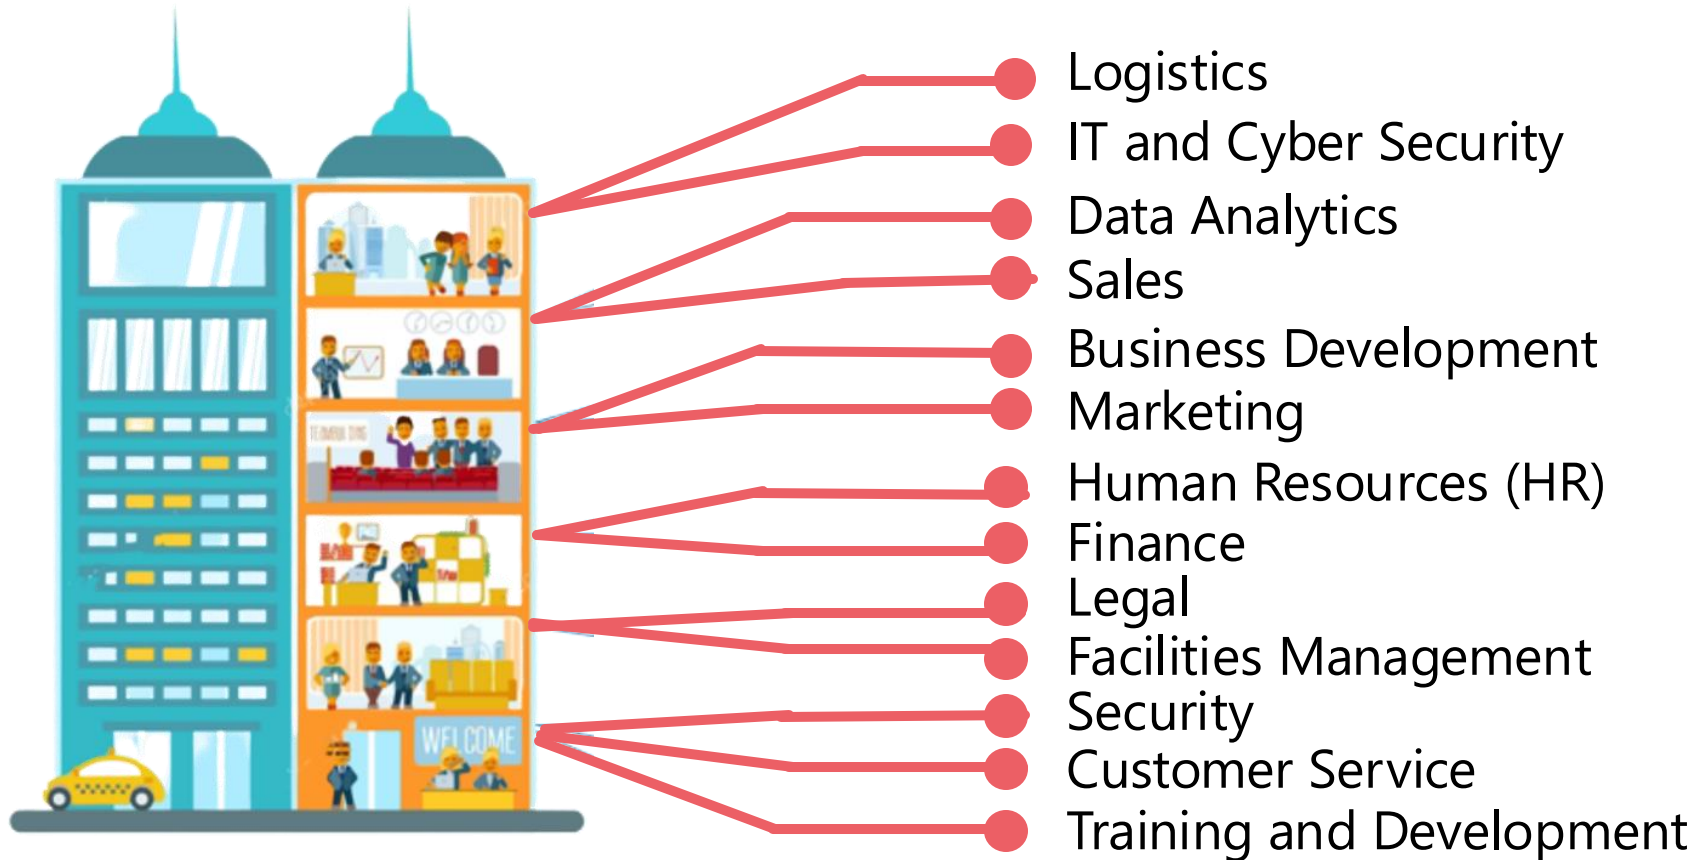 Logistics
IT and Cyber Security
Data Analytics
Sales
Business Development
Marketing
TEAMBUILDING
Human Resources (HR)
Finance
Legal
Facilities Management
Security
WELCOME
Customer Service
Training and Development